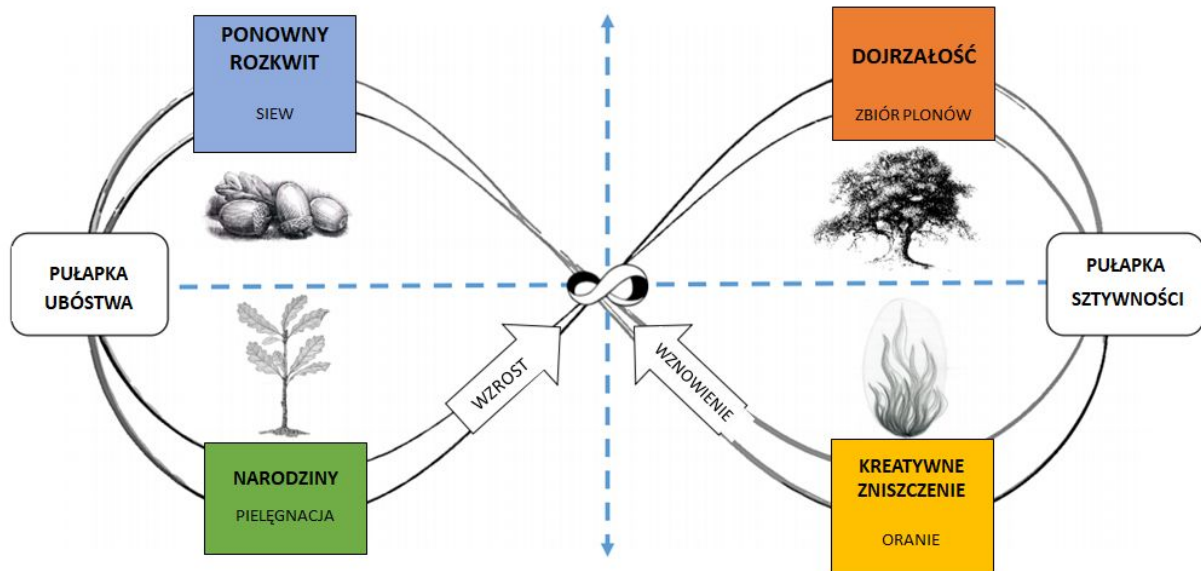 PONOWNY
ROZKWIT
SIEW
DOJRZAŁOŚĆ
ZBIÓR PLONÓW
PUŁAPKA
UBÓSTWA
PUŁAPKA
SZTYWNOŚCI
WZROST
WZNOWIENIE
NARODZINY
PIELĘGNACJA
KREATYWNE
ZNISZCZENIE
ORANIE